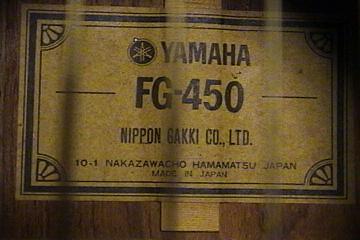 YAMAHA
FG-450
NIPPON GAKKI CO., LTD.
10-1 NAKAZAWACHO HAMAMATSU JAPAN
MADE IN JAPAN